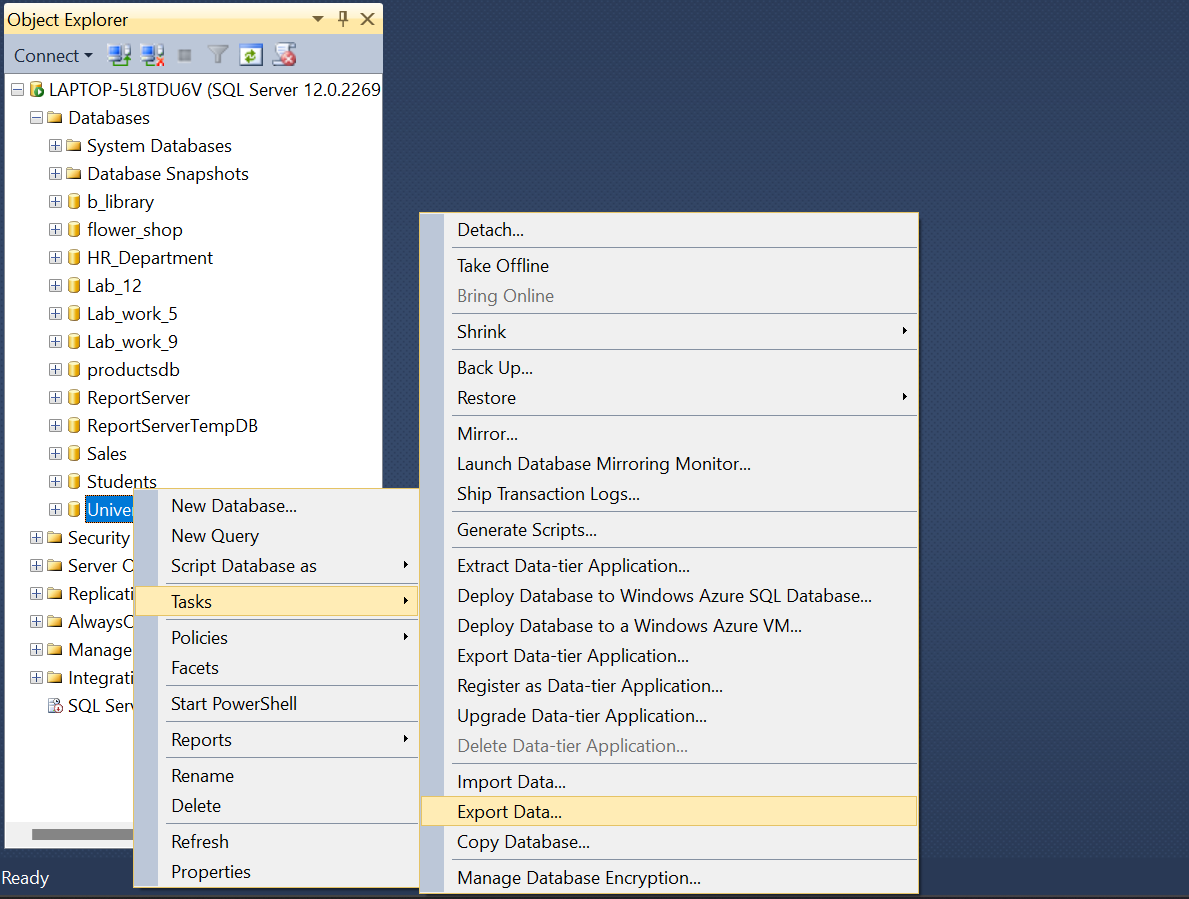 Object Explorer
Connect
LAPTOP-5L8TDU6V (SQL Server 12.0.2269
Databases
System Databases
Database Snapshots
b_library
flower_shop
HR_Department
Lab_12
Lab_work_5
Lab_work_9
productsdb
ReportServer
ReportServerTempDB
Sales
Students
Univer
Security
Server O
Replicati
AlwaysO
Manage
Integrati
SQL Serv
New Database...
New Query
Script Database as
Tasks
Policies
Facets
Start PowerShell
Reports
Rename
Delete
Refresh
Properties
Detach...
Take Offline
Bring Online
Shrink
Back Up...
Restore
Mirror...
Launch Database Mirroring Monitor...
Ship Transaction Logs...
Generate Scripts...
Extract Data-tier Application...
Deploy Database to Windows Azure SQL Database...
Deploy Database to a Windows Azure VM...
Export Data-tier Application...
Register as Data-tier Application...
Upgrade Data-tier Application...
Delete Data-tier Application...
Import Data...
Export Data...
Copy Database...
Manage Database Encryption...
Ready